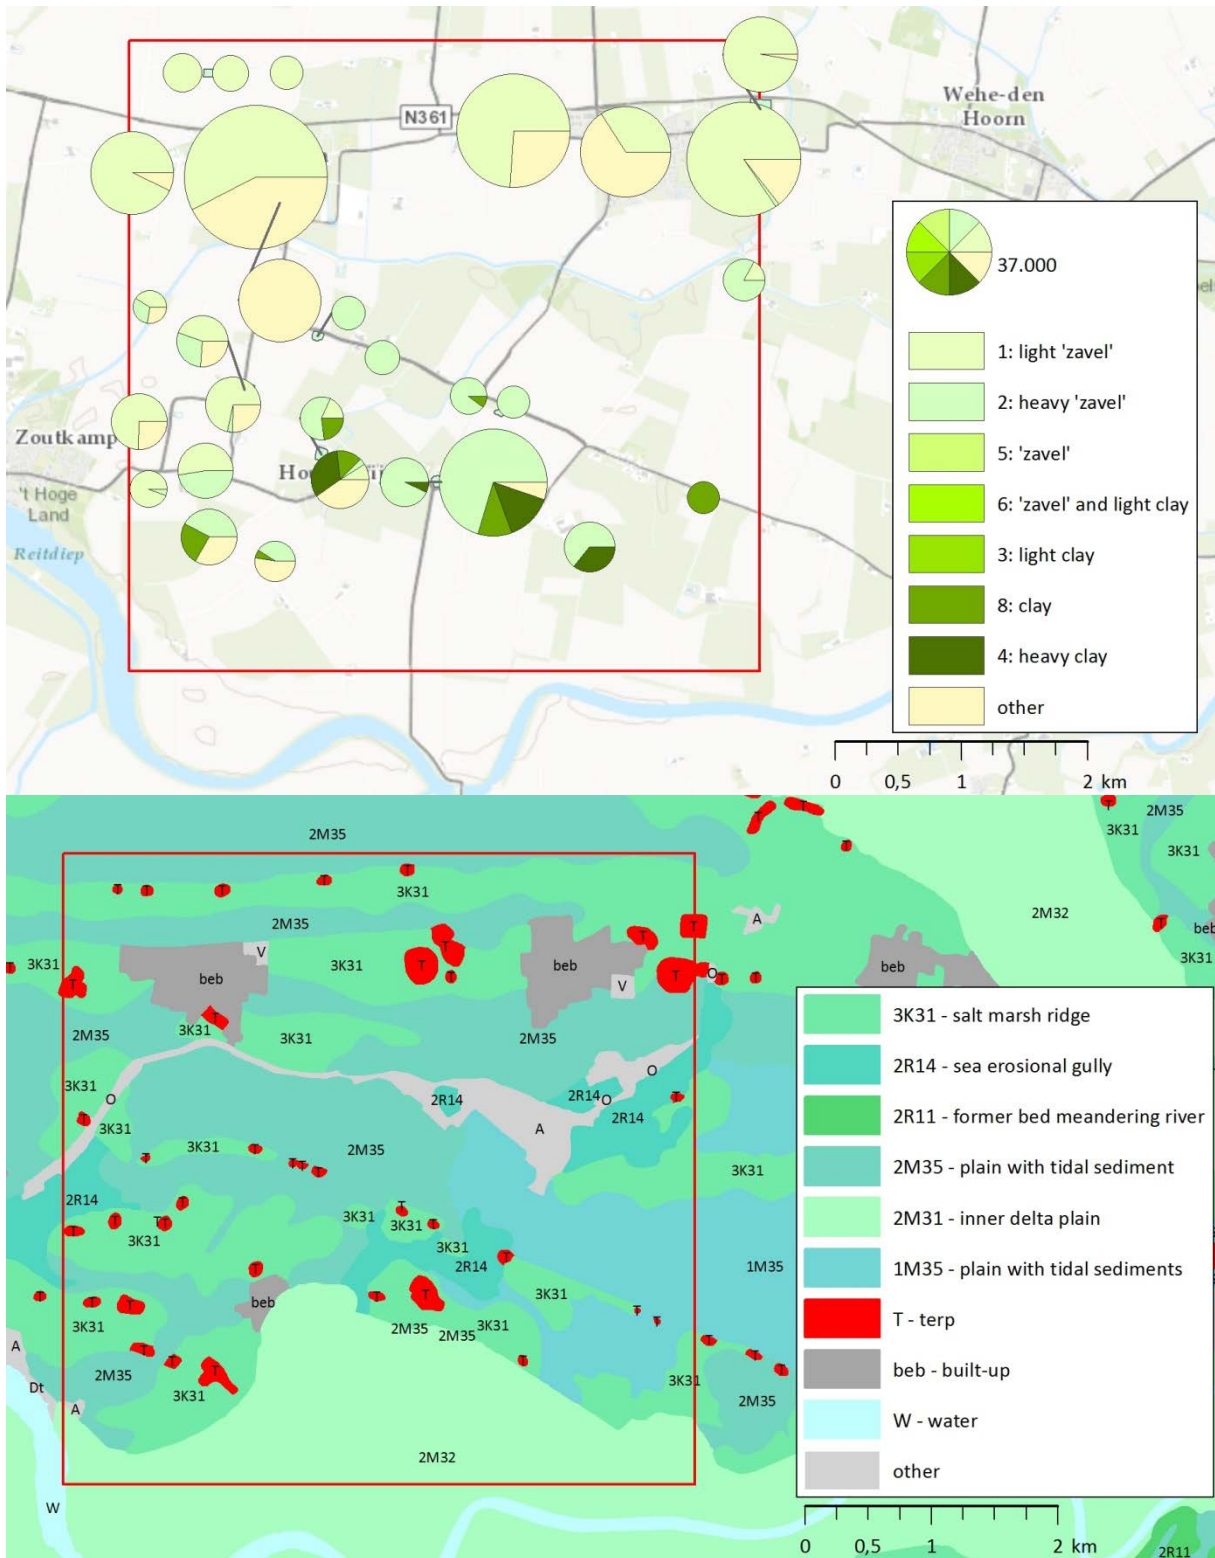 N361
Wehe-den
Hoorn
37.000
1: light 'zavel'
2: heavy 'zavel'
5: 'zavel'
6: 'zavel' and light clay
3: light clay
8: clay
4: heavy clay
other
Zoutkamp
't Hoge
Land
Reitdiep
0 0,5 1 2 km
T T
T 2M35
2M35
3K31
T
3K31
T T T T T
3K31
2M32
T
A
2M35
T
T
T
beb
V
3K31 3K31
beb
beb
3K31
T
T
T
T
V
T
O
T
T
T
3K31
2M35
3K31
2M35
3K31
O
2R14
2R14
O
O
2R14
T
T
3K31
A
T
3K31
T
T
T
T
2M35
3K31
2R14
T
T
T
T
T
3K31
T
3K31
3K31
T
3K31
2R14
T
T
beb
1M35
3K31
T
T
T
3K31
T
T
T
T
2M35
2M35
3K31
T
T
T
T
A
T
T
2M35
T
3K31
T
3K31
2M35
Dt
A
2M32
W
3K31 - salt marsh ridge
2R14 - sea erosional gully
2R11 - former bed meandering river
2M35 - plain with tidal sediment
2M31 - inner delta plain
1M35 - plain with tidal sediments
T - terp
beb - built-up
W - water
other
0 0,5 1 2 km
2R11